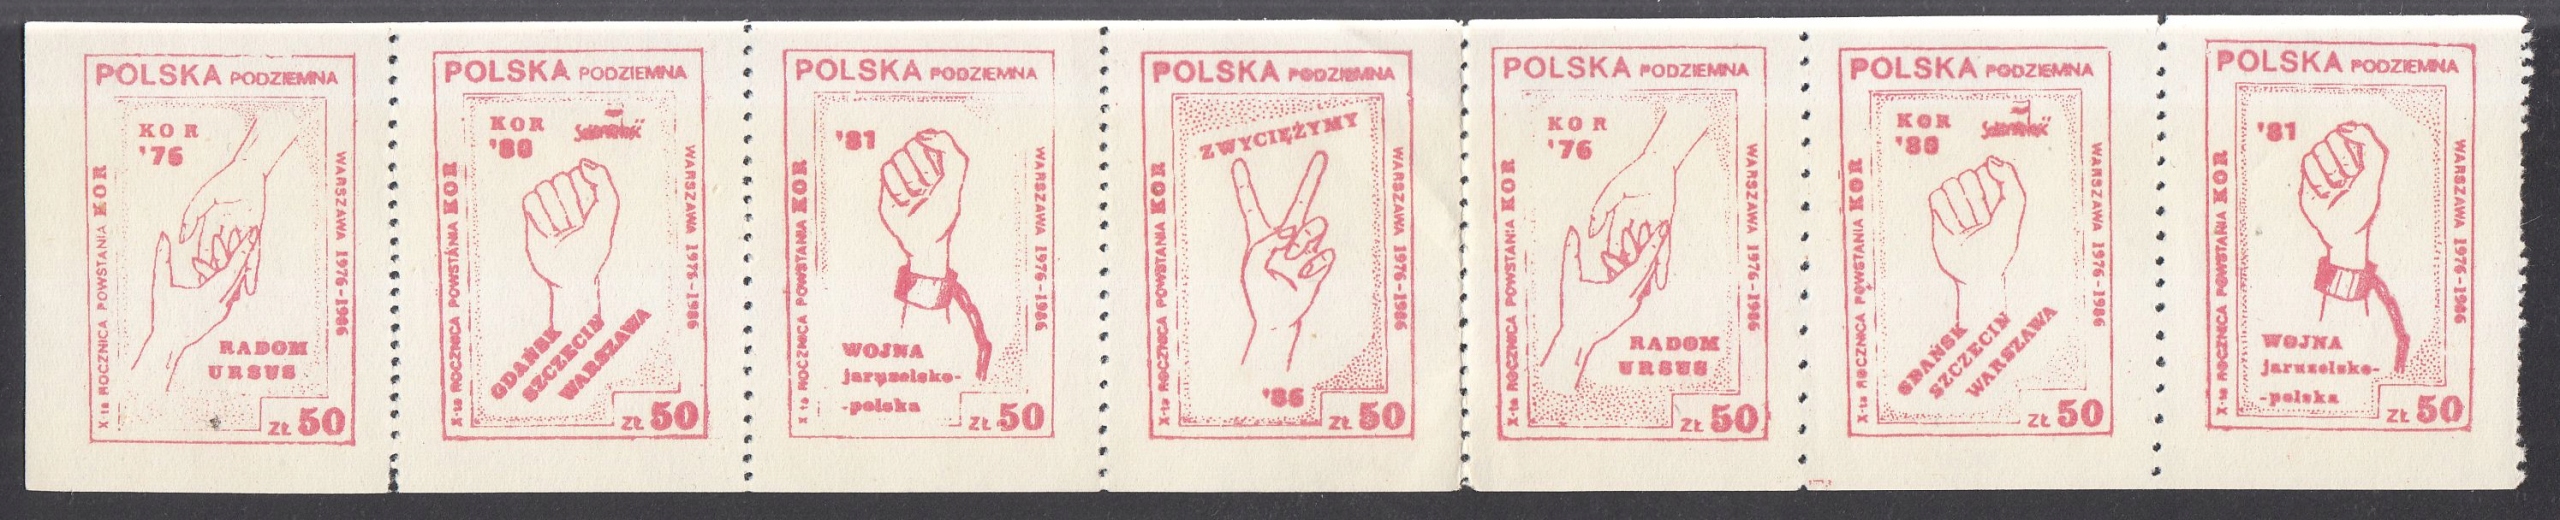 POLSKA PODZIEMNA
KOR
'76
X-ta ROCZNICA POWSTANIA KOR
WARSZAWA 1976-1986
RADOM
URSUS
ZŁ 50
POLSKA PODZIEMNA
KOR
'80
Solidarność
X-ta ROCZNICA POWSTANIA KOR
WARSZAWA 1976-1986
GDAŃSK
SZCZECIN
WARSZAWA
ZŁ 50
POLSKA PODZIEMNA
'81
X-ta ROCZNICA POWSTANIA KOR
WARSZAWA 1976-1986
WOJNA
jaruzelsko-
-polska
ZŁ 50
POLSKA PODZIEMNA
ZWYCIĘŻYMY
X-ta ROCZNICA POWSTANIA KOR
WARSZAWA 1976-1986
'86
ZŁ 50
POLSKA PODZIEMNA
KOR
'76
X-ta ROCZNICA POWSTANIA KOR
WARSZAWA 1976-1986
RADOM
URSUS
ZŁ 50
POLSKA PODZIEMNA
KOR
'80
Solidarność
X-ta ROCZNICA POWSTANIA KOR
WARSZAWA 1976-1986
GDAŃSK
SZCZECIN
WARSZAWA
ZŁ 50
POLSKA PODZIEMNA
'81
X-ta ROCZNICA POWSTANIA KOR
WARSZAWA 1976-1986
WOJNA
jaruzelsko-
-polska
ZŁ 50